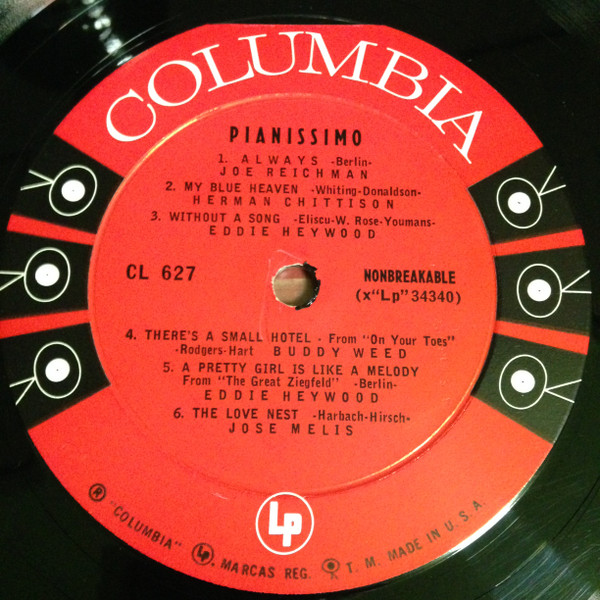 COLUMBIA
PIANISSIMO
1. ALWAYS -Berlin-
JOE REICHMAN
2. MY BLUE HEAVEN -Whiting-Donaldson-
HERMAN CHITTISON
3. WITHOUT A SONG -Eliscu-W. Rose-Youmans-
EDDIE HEYWOOD
CL 627
NONBREAKABLE
(x"Lp"34340)
4. THERE'S A SMALL HOTEL - From "On Your Toes"
-Rodgers-Hart BUDDY WEED
5. A PRETTY GIRL IS LIKE A MELODY
From "The Great Ziegfeld" -Berlin-
EDDIE HEYWOOD
6. THE LOVE NEST -Harbach-Hirsch-
JOSE MELIS
Lp
® "COLUMBIA" Lp. MARCAS REG. T. M. MADE IN U.S.A.